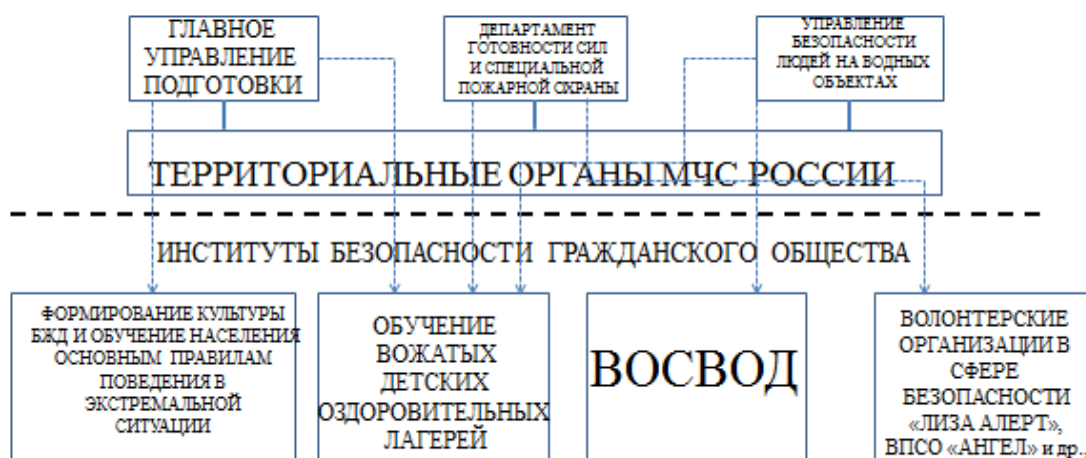 ГЛАВНОЕ
УПРАВЛЕНИЕ
ПОДГОТОВКИ
ДЕПАРТАМЕНТ
ГОТОВНОСТИ СИЛ
И СПЕЦИАЛЬНОЙ
ПОЖАРНОЙ ОХРАНЫ
УПРАВЛЕНИЕ
БЕЗОПАСНОСТИ
ЛЮДЕЙ НА ВОДНЫХ
ОБЪЕКТАХ
ТЕРРИТОРИАЛЬНЫЕ ОРГАНЫ МЧС РОССИИ
ИНСТИТУТЫ БЕЗОПАСНОСТИ ГРАЖДАНСКОГО ОБЩЕСТВА
ФОРМИРОВАНИЕ КУЛЬТУРЫ
БЖД И ОБУЧЕНИЕ НАСЕЛЕНИЯ
ОСНОВНЫМ ПРАВИЛАМ
ПОВЕДЕНИЯ В
ЭКСТРЕМАЛЬНОЙ
СИТУАЦИИ
ОБУЧЕНИЕ
ВОЖАТЫХ
ДЕТСКИХ
ОЗДОРОВИТЕЛЬНЫХ
ЛАГЕРЕЙ
ВОСВОД
ВОЛОНТЕРСКИЕ
ОРГАНИЗАЦИИ В
СФЕРЕ
БЕЗОПАСНОСТИ
«ЛИЗА АЛЕРТ»,
ВПСО «АНГЕЛ» и др.,